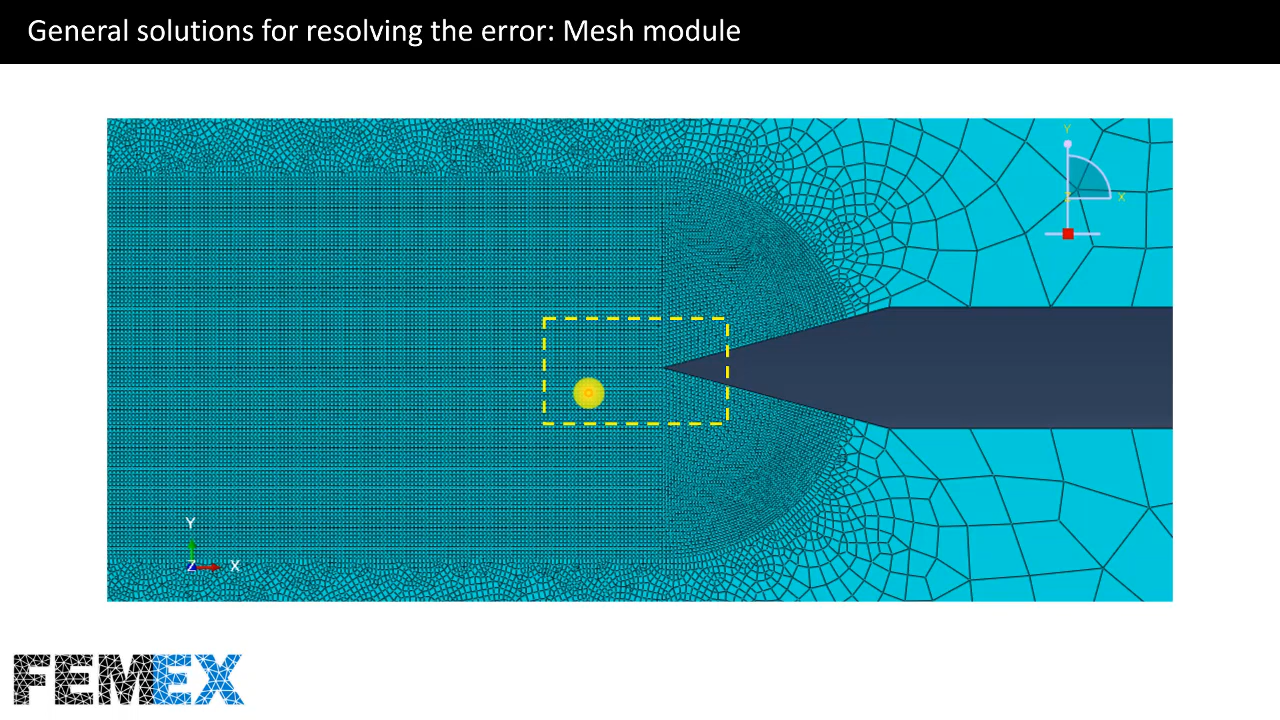 General solutions for resolving the error: Mesh module
Y
X
Z
Y
Z
X
FEMEX